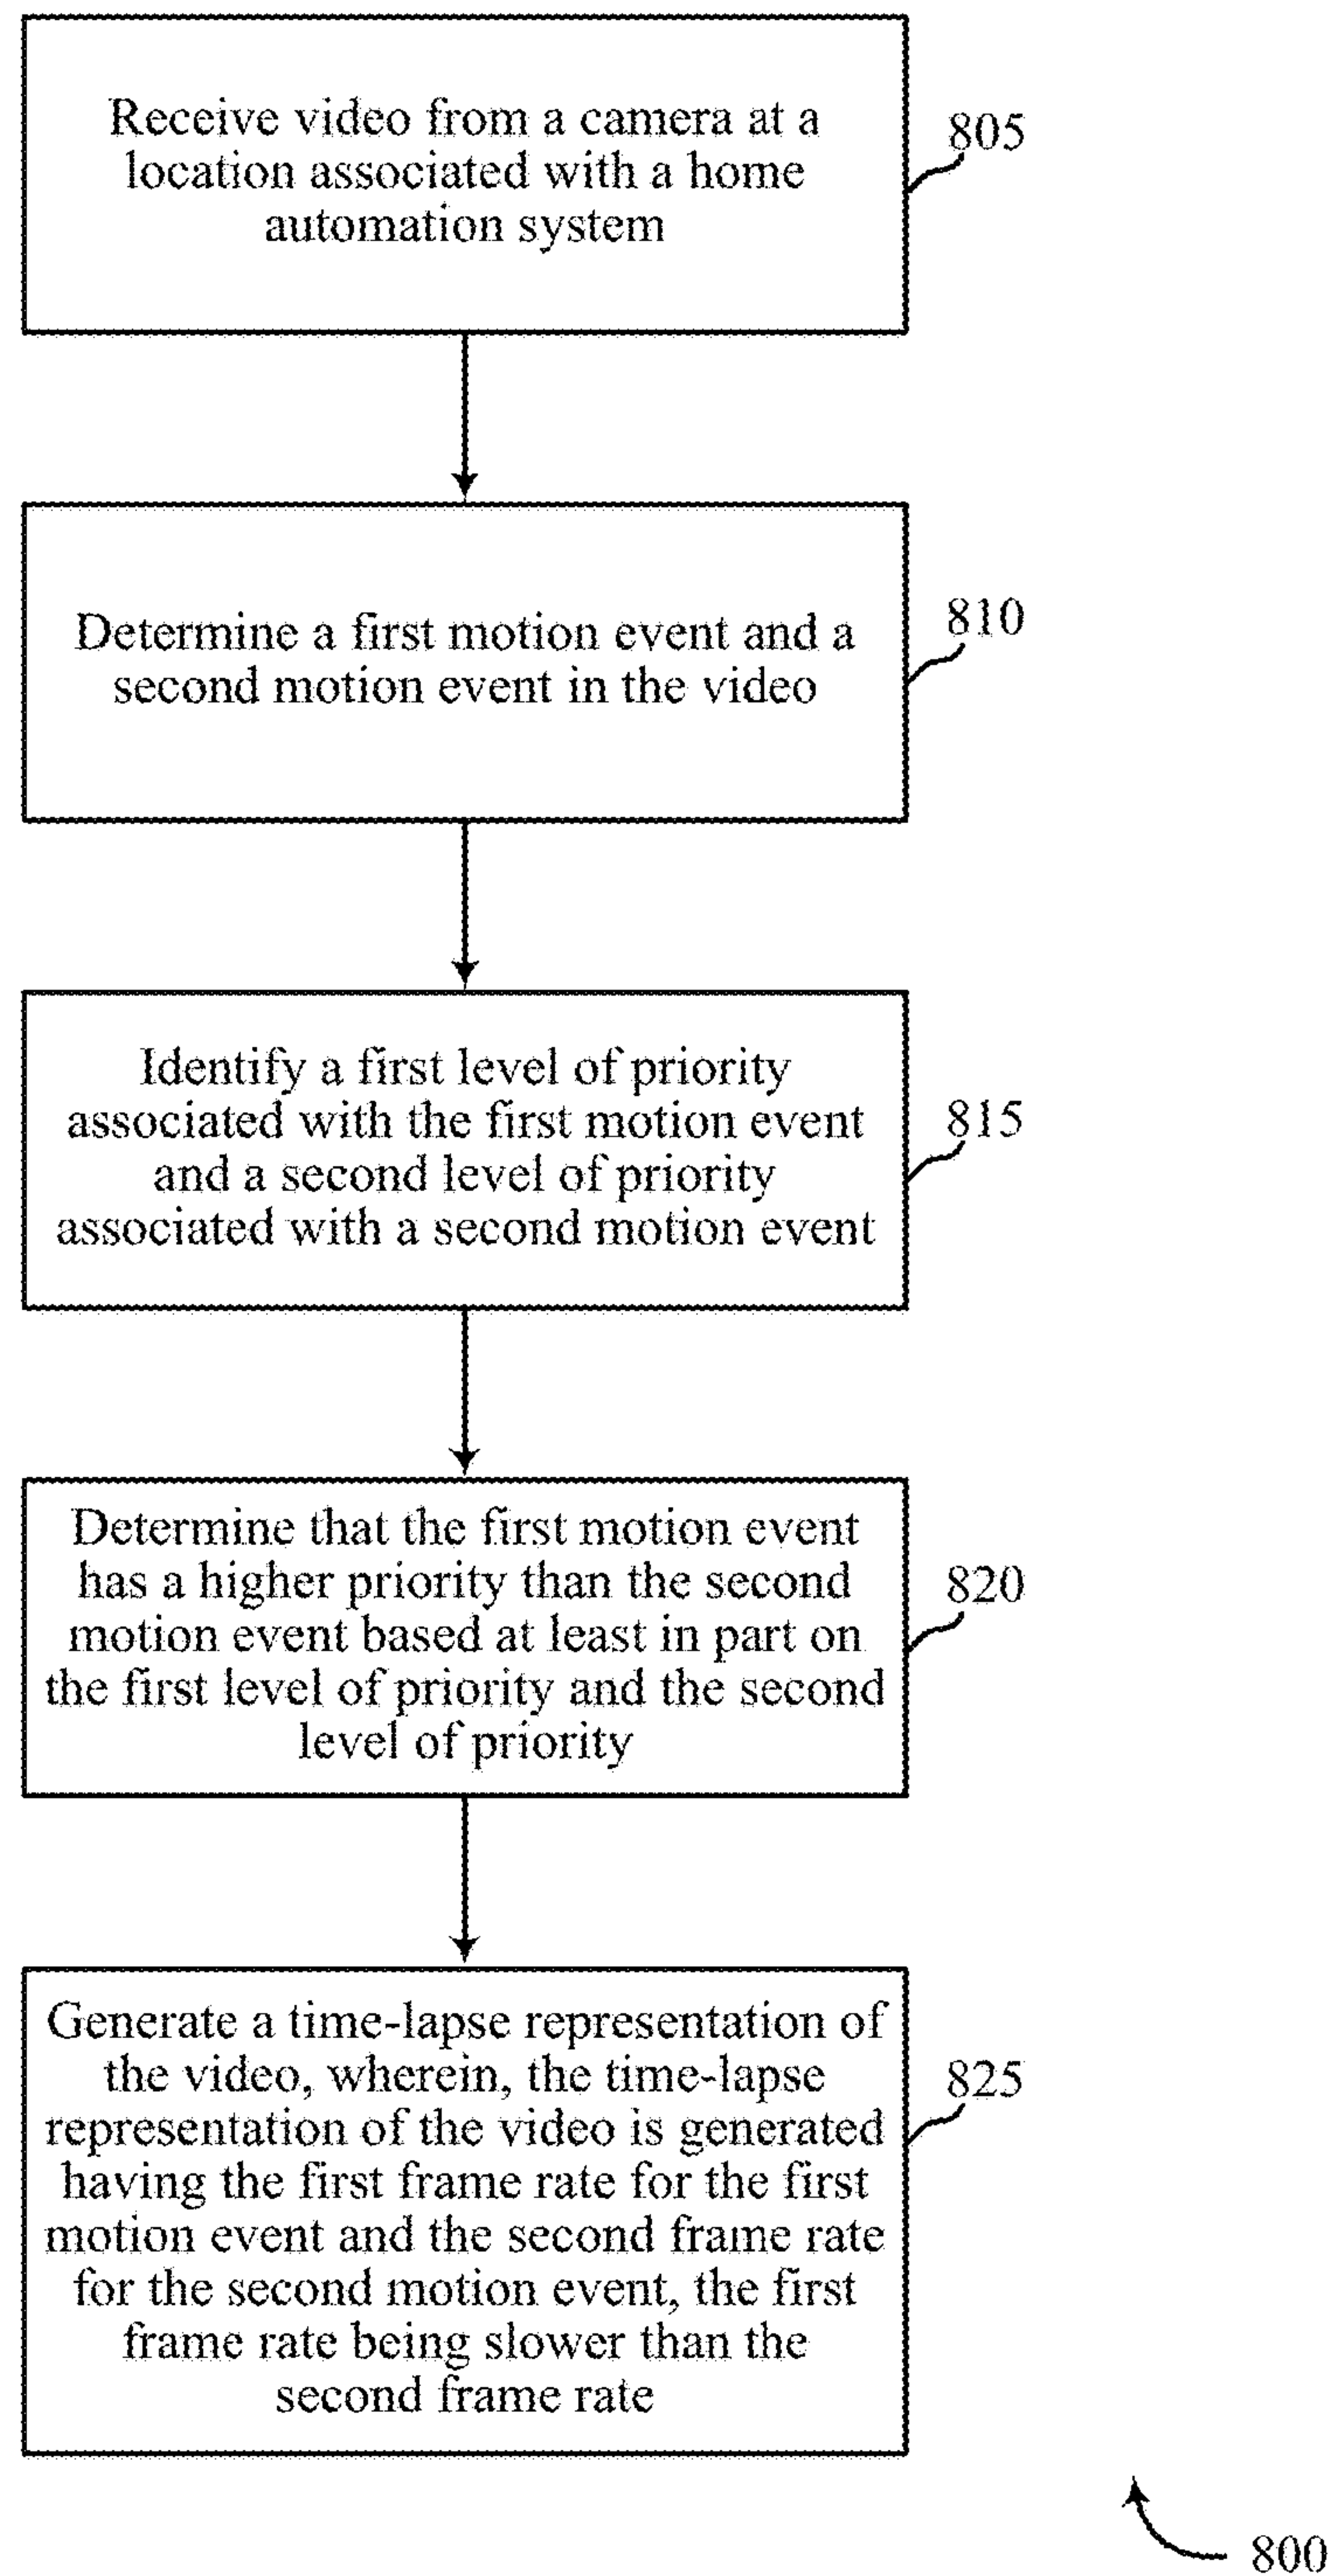 Receive video from a camera at a
location associated with a home
automation system
805
Determine a first motion event and a
second motion event in the video
810
Identify a first level of priority
associated with the first motion event
and a second level of priority
associated with a second motion event
815
Determine that the first motion event
has a higher priority than the second
motion event based at least in part on
the first level of priority and the second
level of priority
820
Generate a time-lapse representation of
the video, wherein, the time-lapse
representation of the video is generated
having the first frame rate for the first
motion event and the second frame rate
for the second motion event, the first
frame rate being slower than the
second frame rate
825
800